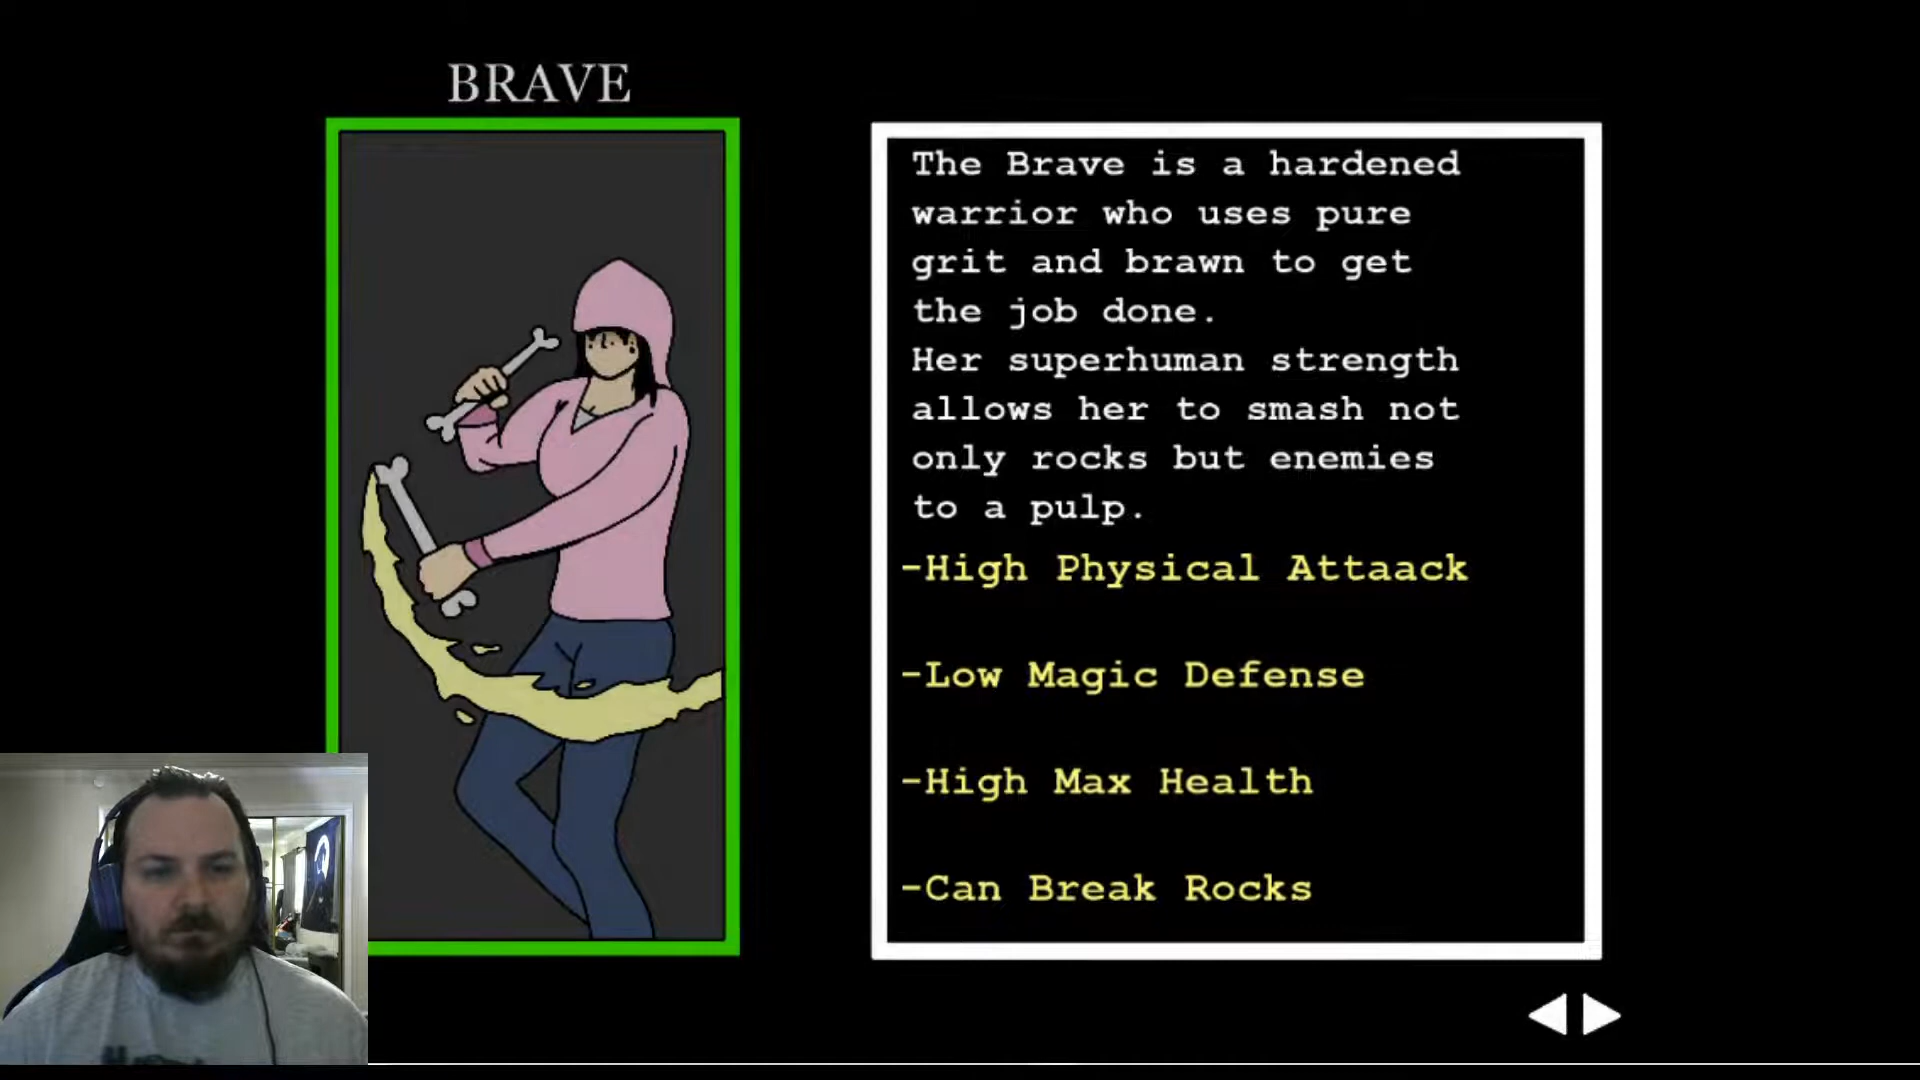 BRAVE
The Brave is a hardened
warrior who uses pure
grit and brawn to get
the job done.
Her superhuman strength
allows her to smash not
only rocks but enemies
to a pulp.
-High Physical Attaack
-Low Magic Defense
-High Max Health
-Can Break Rocks